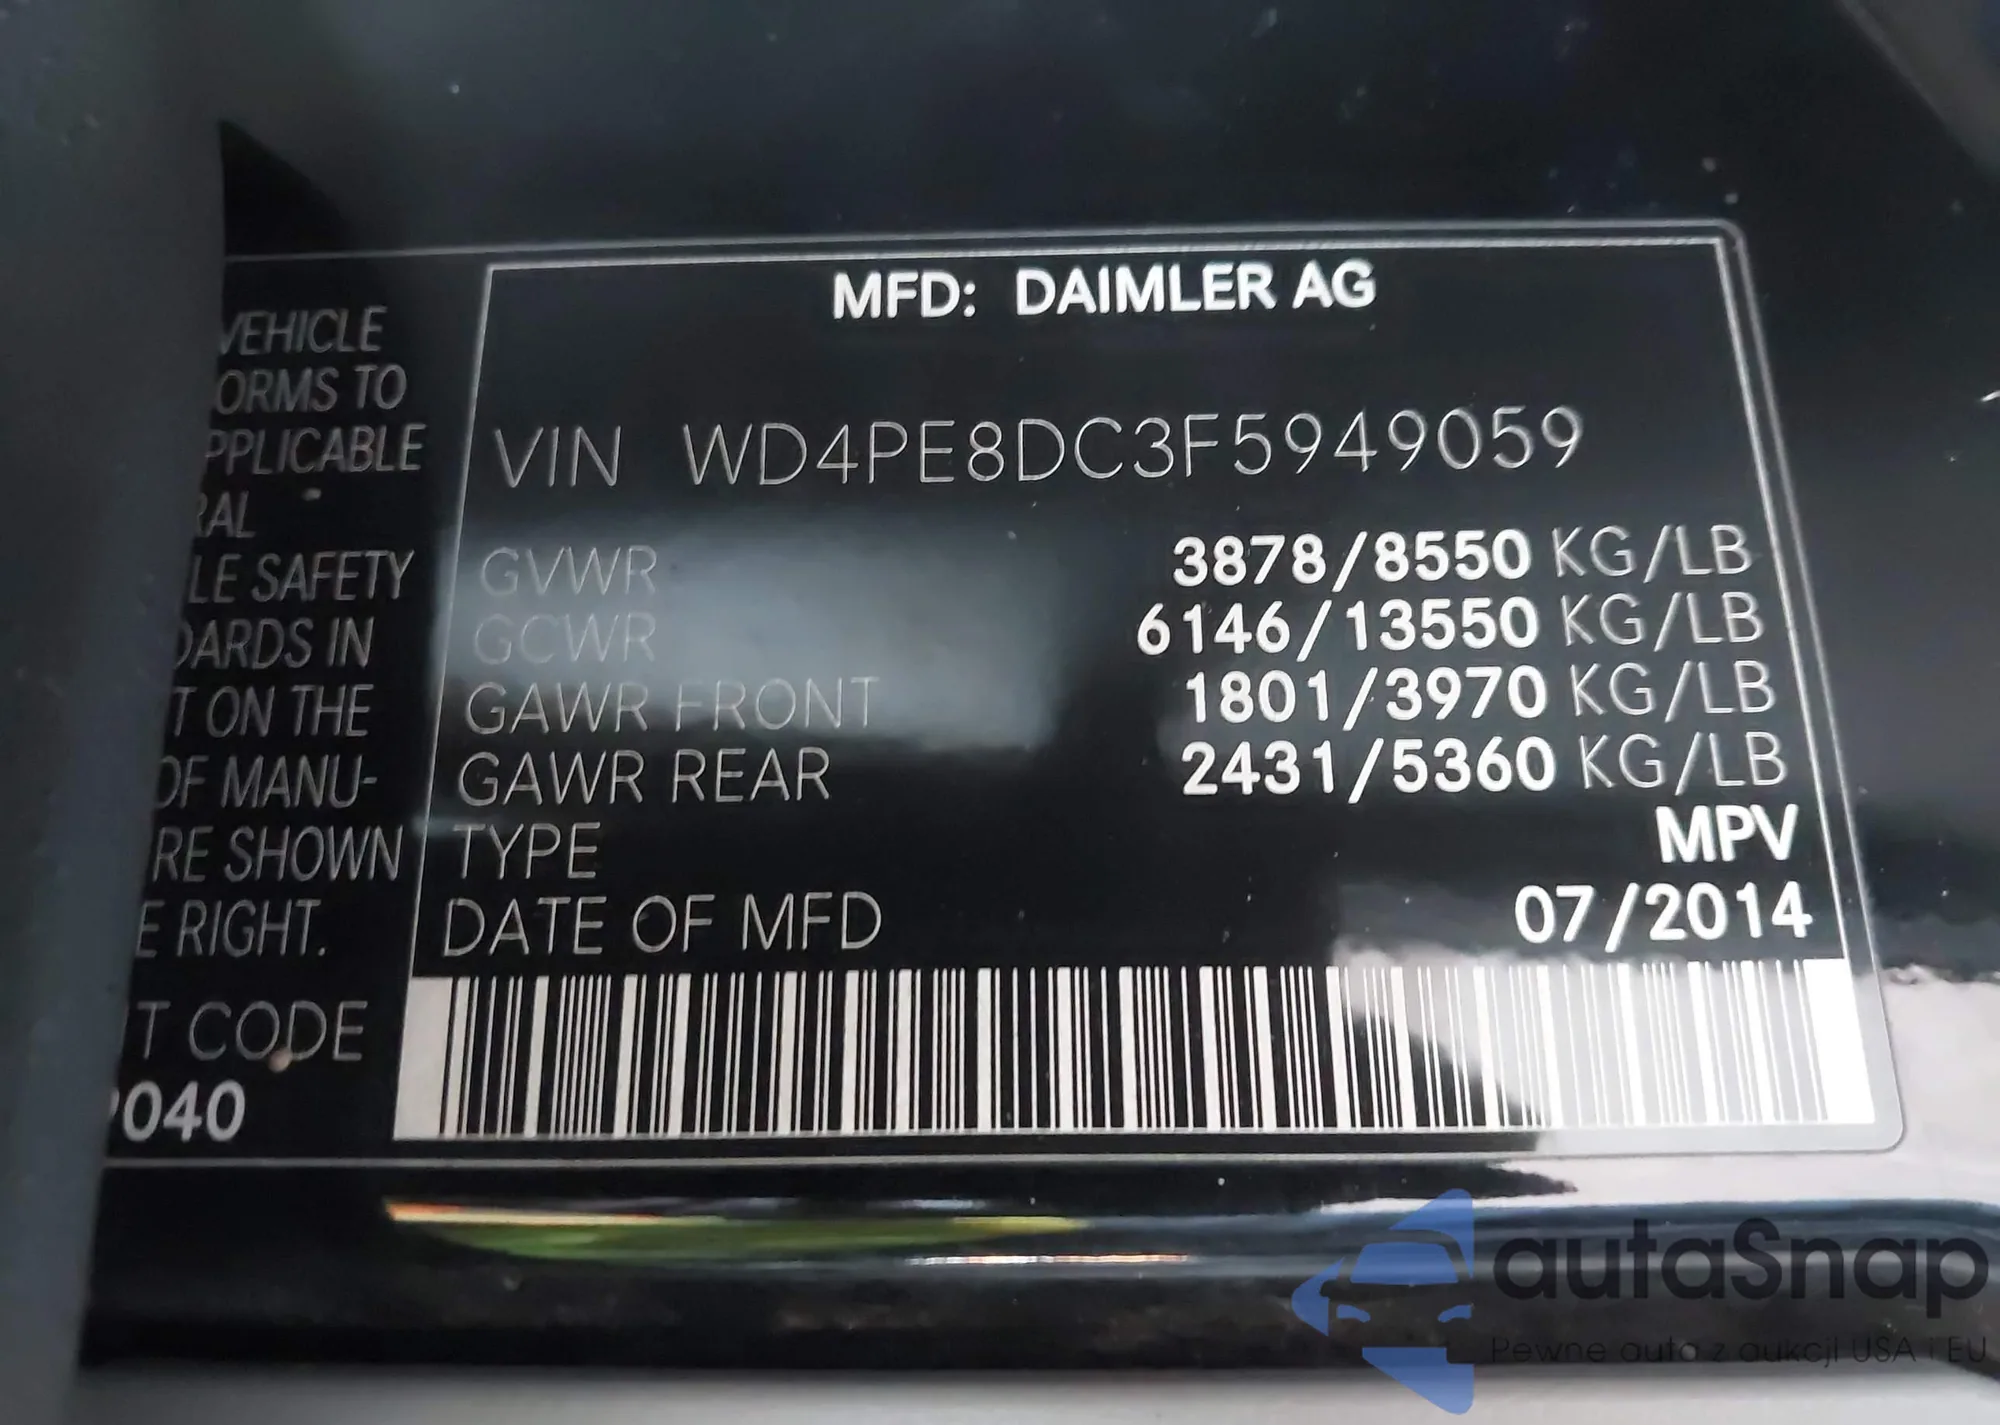 VEHICLE
ORMS TO
PPLICABLE
RAL
LE SAFETY
DARDS IN
T ON THE
OF MANU-
RE SHOWN
E RIGHT.
T CODE
9040
MFD: DAIMLER AG
VIN WD4PE8DC3F5949059
GVWR 3878/8550 KG/LB
GCWR 6146/13550 KG/LB
GAWR FRONT 1801/3970 KG/LB
GAWR REAR 2431/5360 KG/LB
TYPE MPV
DATE OF MFD 07/2014
autaSnap
Pewne auta z aukcji USA i EU